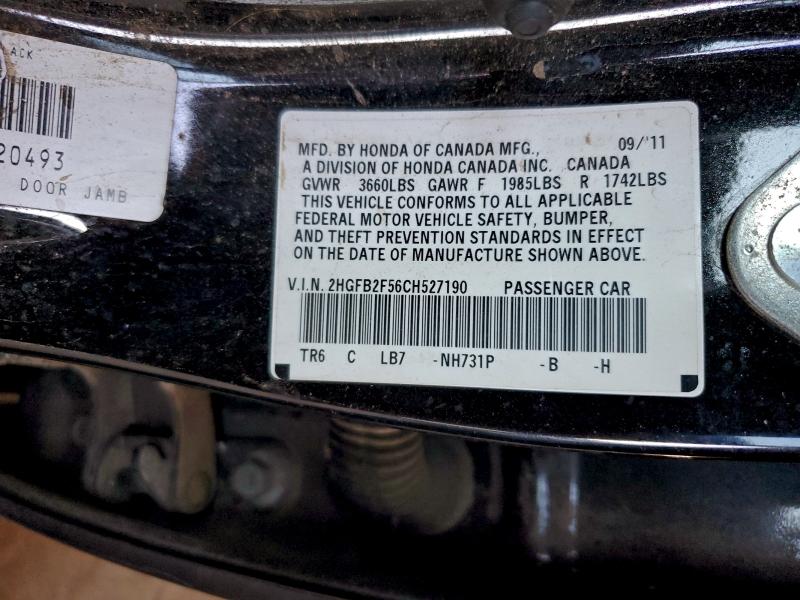 ACK
20493
DOOR JAMB
MFD. BY HONDA OF CANADA MFG., 09/'11
A DIVISION OF HONDA CANADA INC. CANADA
GVWR 3660LBS GAWR F 1985LBS R 1742LBS
THIS VEHICLE CONFORMS TO ALL APPLICABLE
FEDERAL MOTOR VEHICLE SAFETY, BUMPER,
AND THEFT PREVENTION STANDARDS IN EFFECT
ON THE DATE OF MANUFACTURE SHOWN ABOVE.
V.I.N. 2HGFB2F56CH527190 PASSENGER CAR
TR6 C LB7 -NH731P -B -H